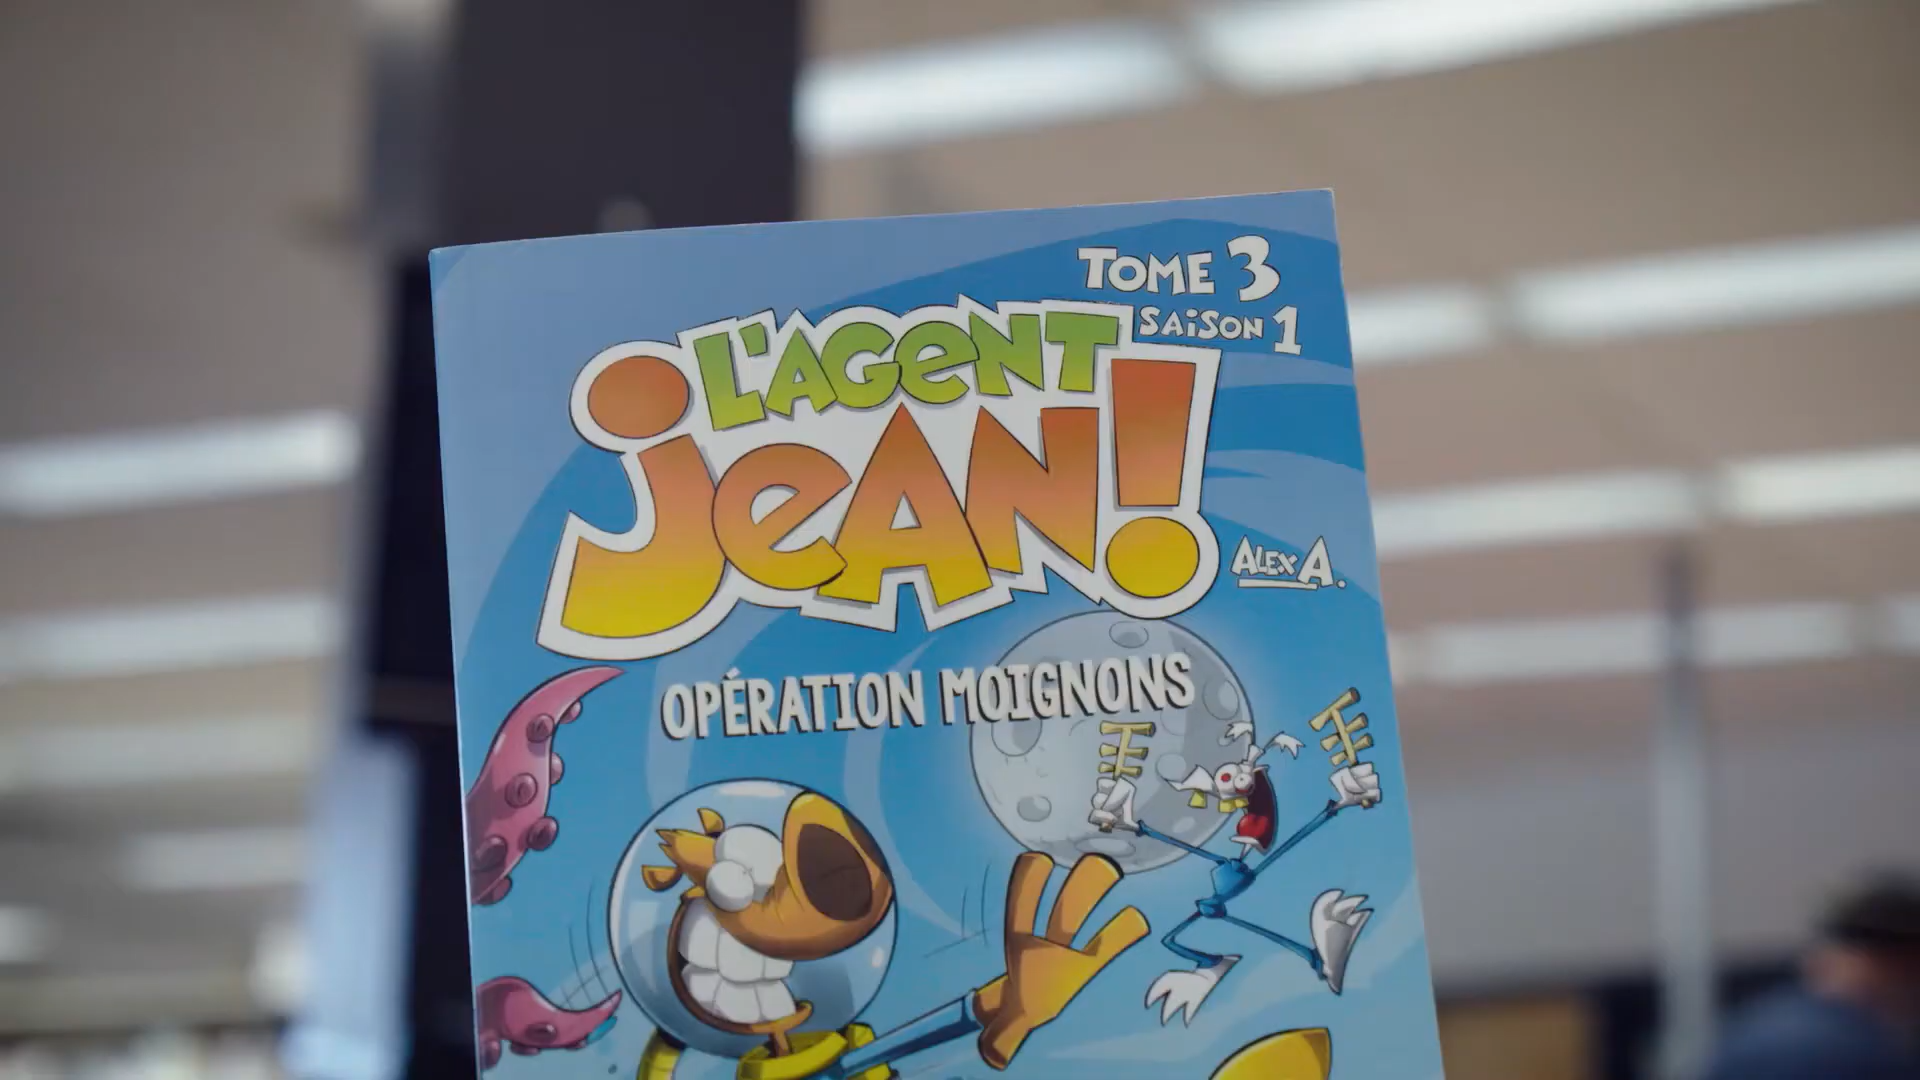 TOME 3
SAISON 1
L'AGENT
JEAN!
ALEX A.
OPÉRATION MOIGNONS